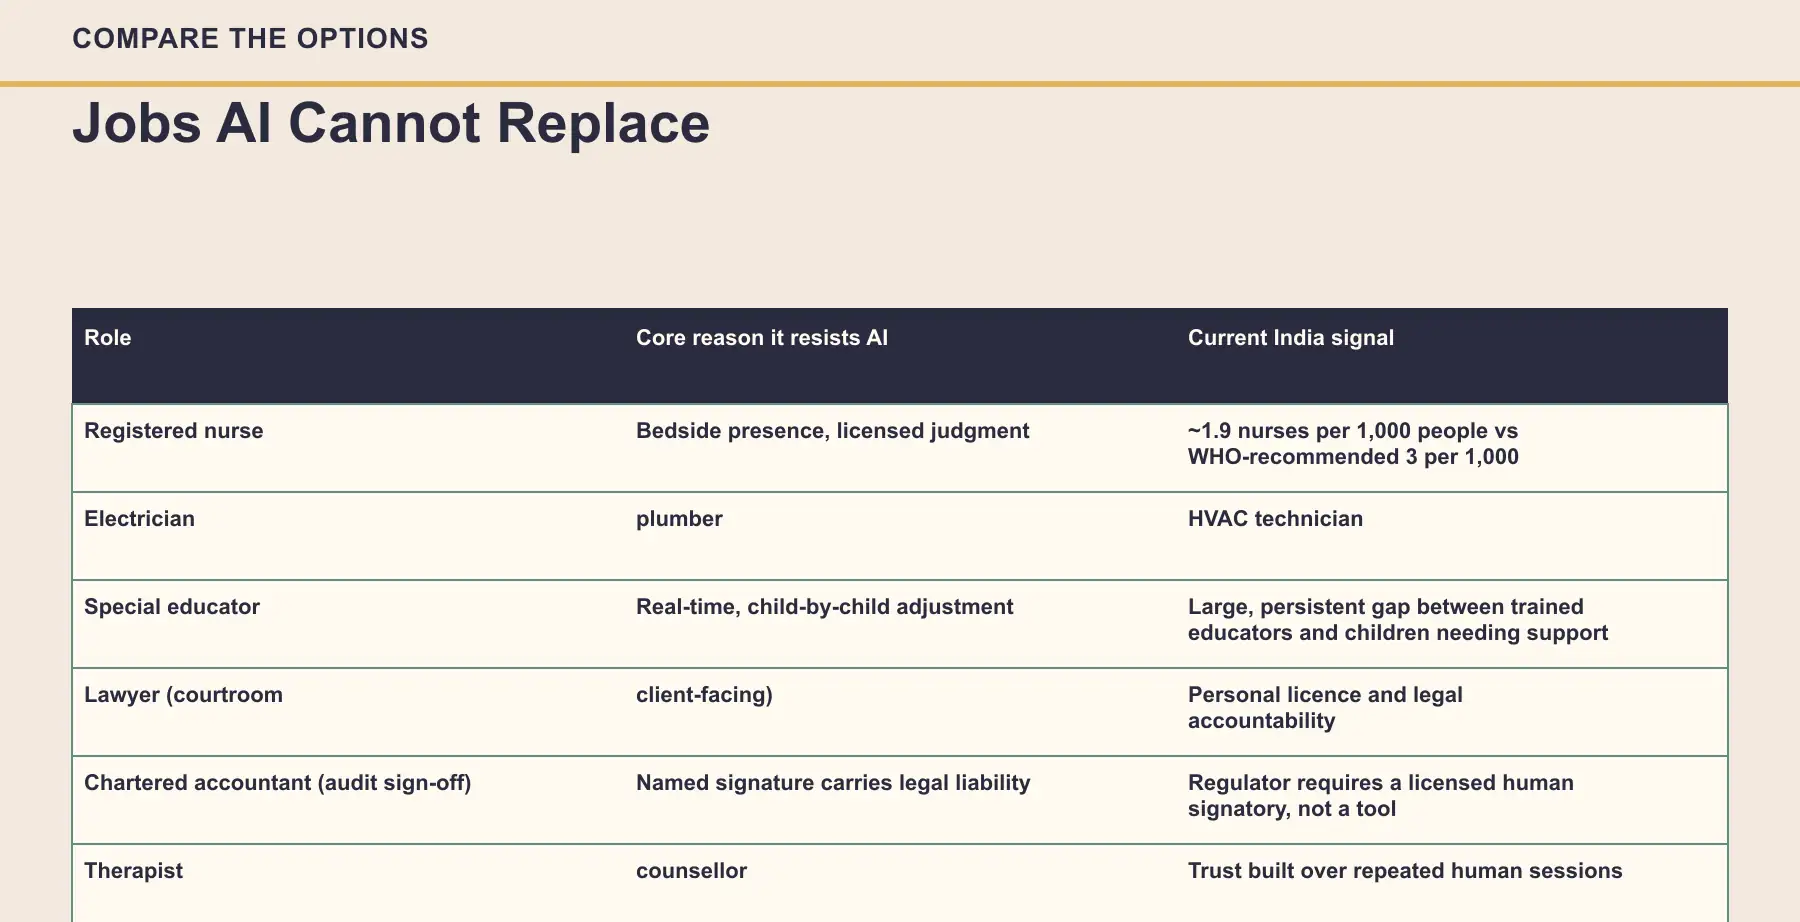 COMPARE THE OPTIONS
Jobs AI Cannot Replace
Role
Core reason it resists AI
Current India signal
Registered nurse
Bedside presence, licensed judgment
~1.9 nurses per 1,000 people vs
WHO-recommended 3 per 1,000
Electrician
plumber
HVAC technician
Special educator
Real-time, child-by-child adjustment
Large, persistent gap between trained
educators and children needing support
Lawyer (courtroom
client-facing)
Personal licence and legal
accountability
Chartered accountant (audit sign-off)
Named signature carries legal liability
Regulator requires a licensed human
signatory, not a tool
Therapist
counsellor
Trust built over repeated human sessions